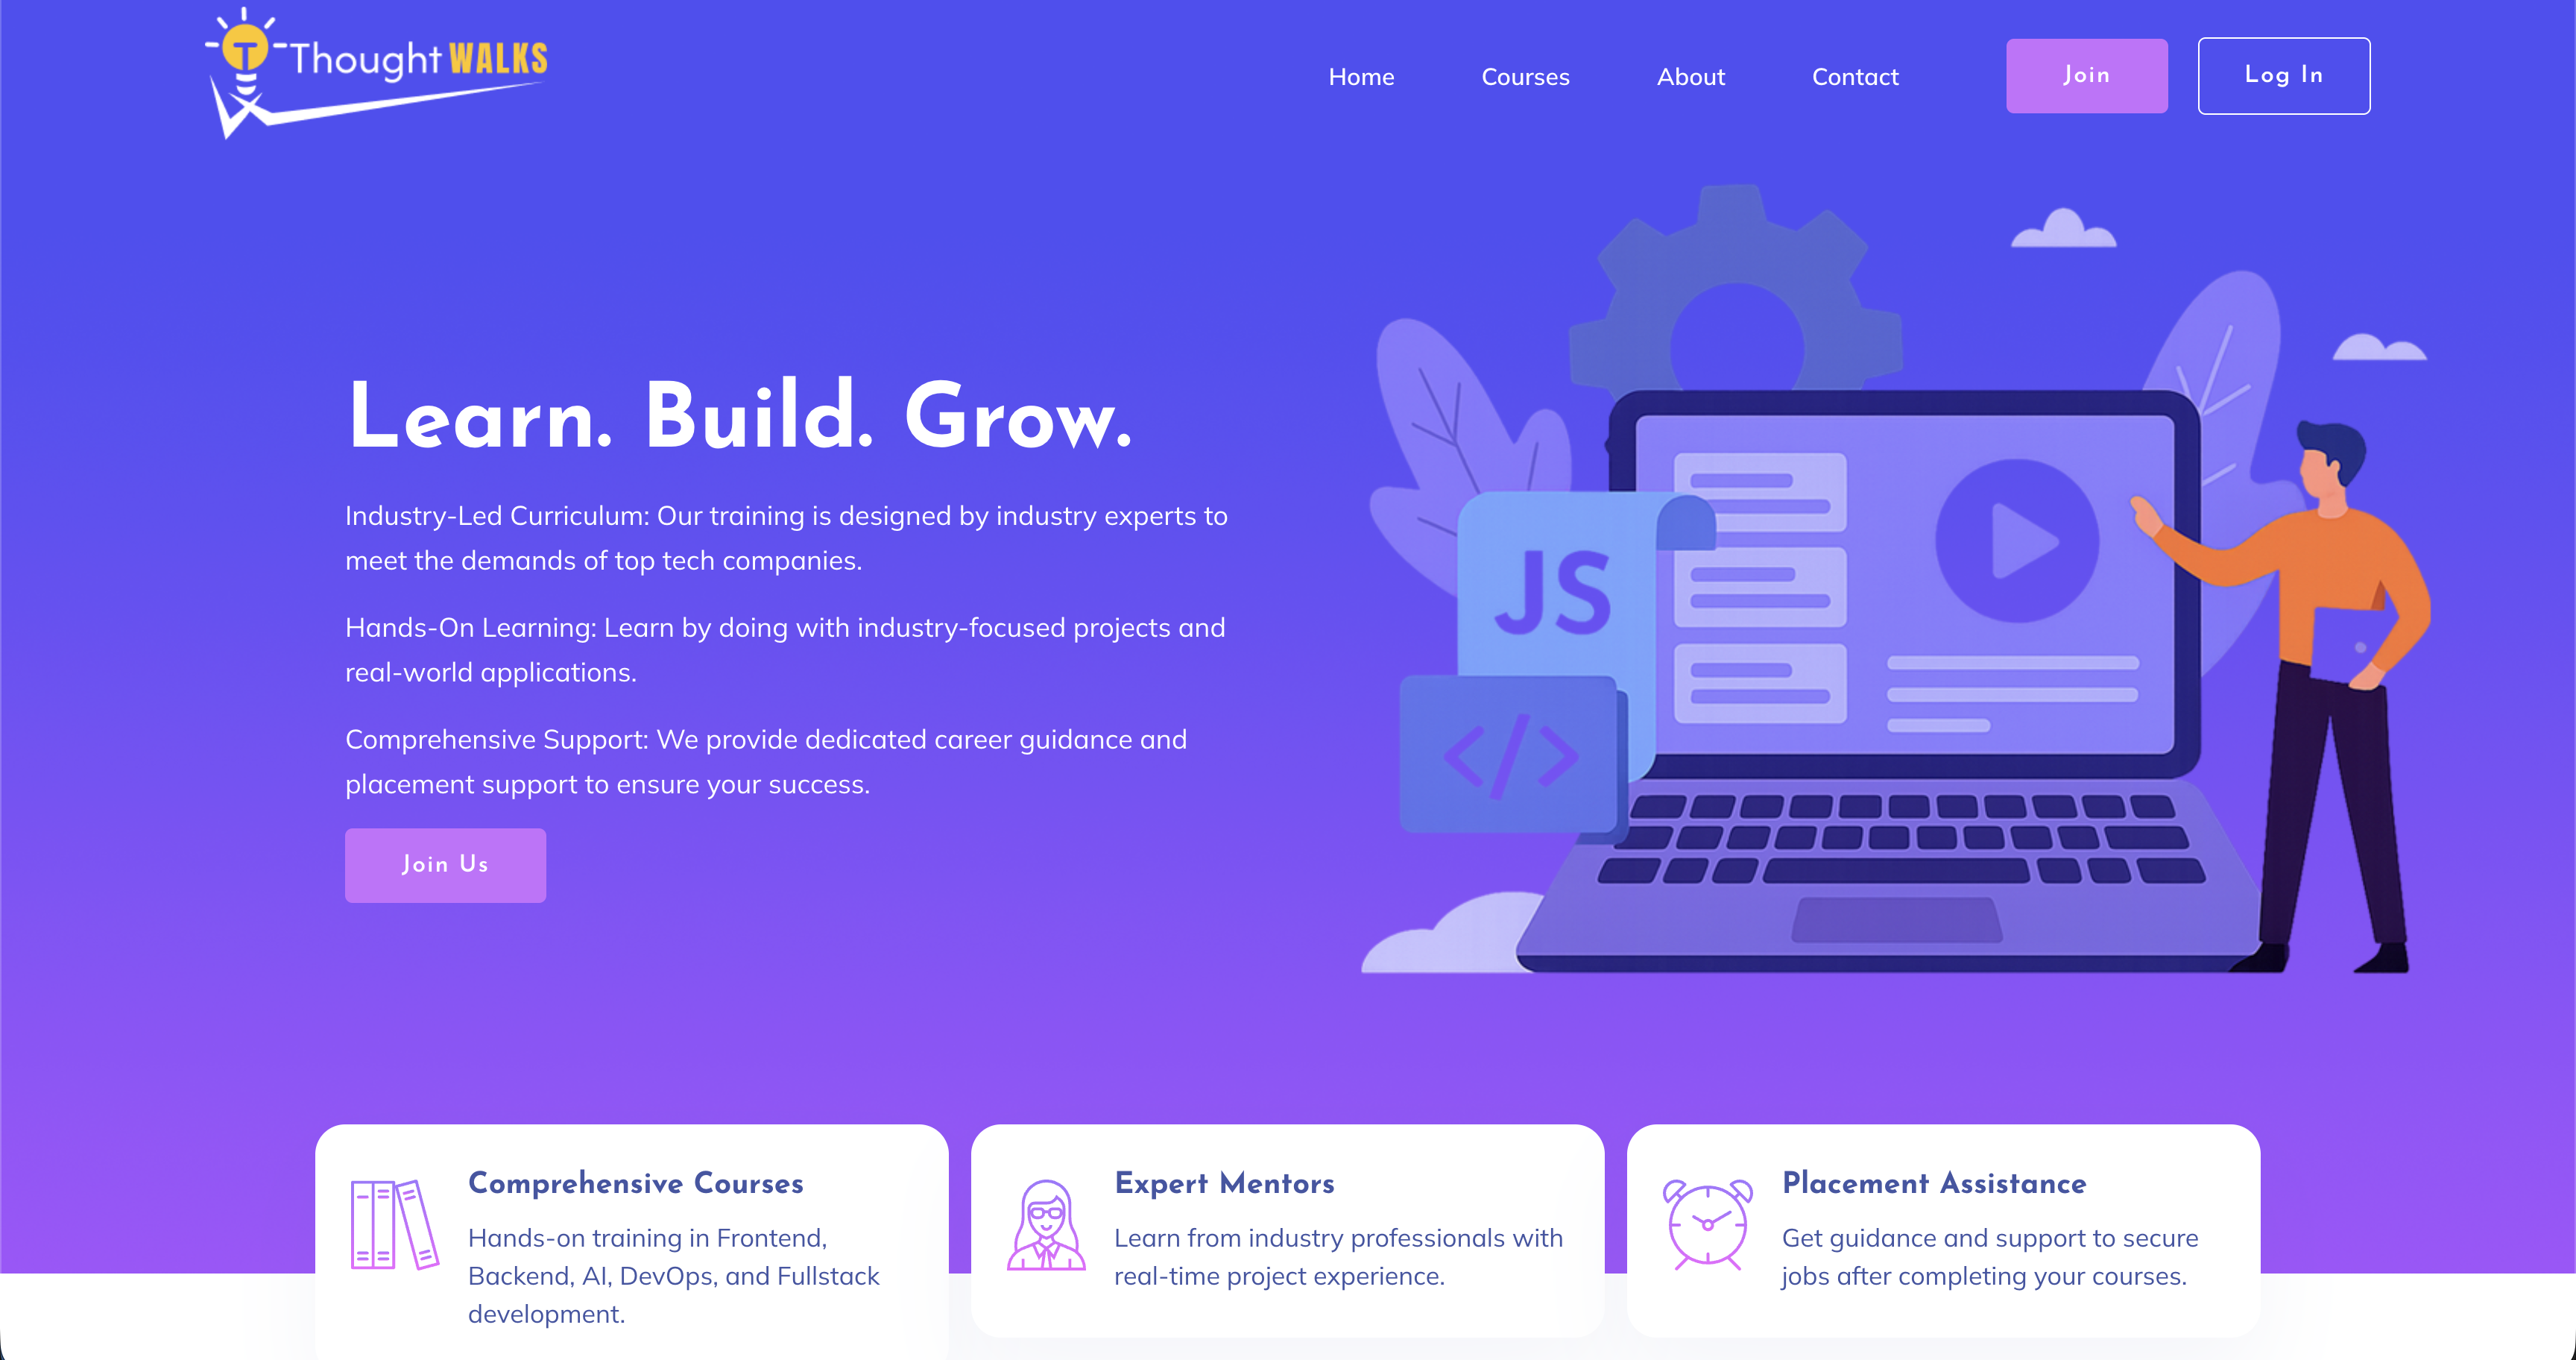 T
Thought WALKS
Home
Courses
About
Contact
Join
Log In
Learn. Build. Grow.
Industry-Led Curriculum: Our training is designed by industry experts to
meet the demands of top tech companies.
Hands-On Learning: Learn by doing with industry-focused projects and
real-world applications.
Comprehensive Support: We provide dedicated career guidance and
placement support to ensure your success.
Join Us
JS
</>
Comprehensive Courses
Hands-on training in Frontend,
Backend, AI, DevOps, and Fullstack
development.
Expert Mentors
Learn from industry professionals with
real-time project experience.
Placement Assistance
Get guidance and support to secure
jobs after completing your courses.